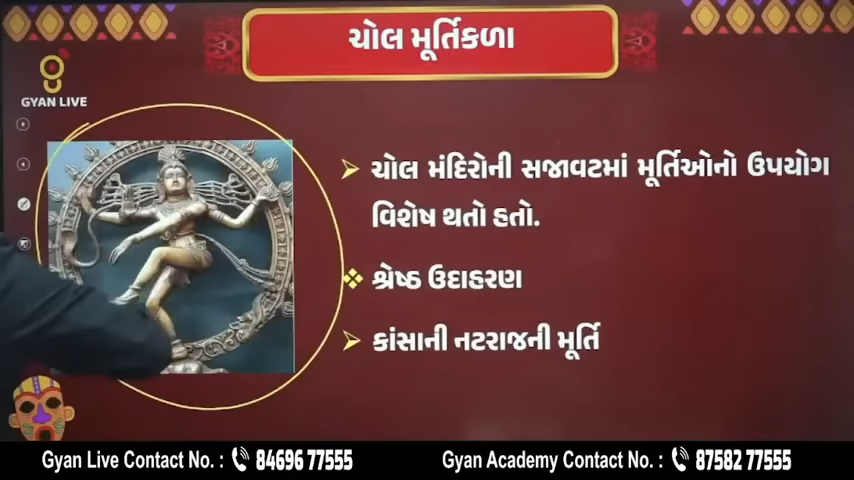 ચોલ મૂર્તિકળા
GYAN LIVE
ચોલ મંદિરોની સજાવટમાં મૂર્તિઓનો ઉપયોગ
વિશેષ થતો હતો.
શ્રેષ્ઠ ઉદાહરણ
કાંસાની નટરાજની મૂર્તિ
Gyan Live Contact No. : 84696 77555
Gyan Academy Contact No. : 87582 77555